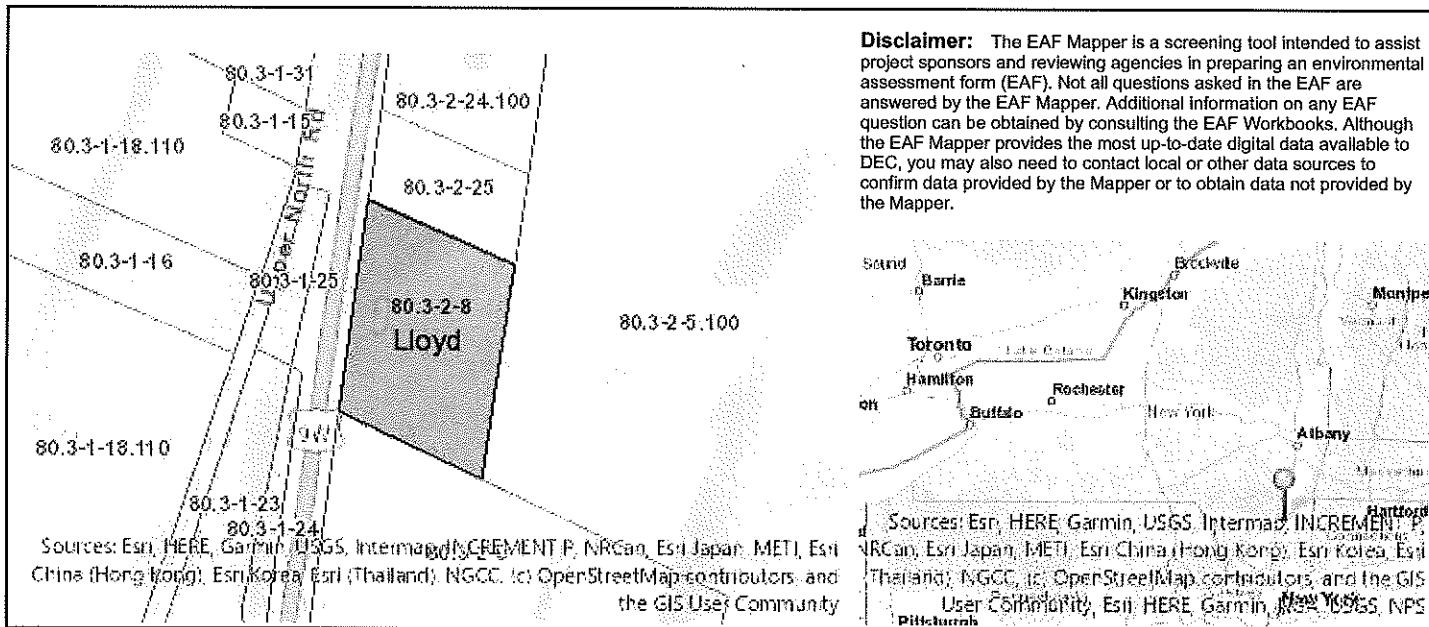 80.3-1-31
80.3-2-24.100
80.3-1-15
80.3-1-18.110
80.3-2-25
80.3-1-16
80.3-1-25
80.3-2-8
Lloyd
80.3-2-5.100
9W
80.3-1-18.110
80.3-1-23
80.3-1-24
Sources: Esri, HERE, Garmin, USGS, Intermap, INCREMENT P, NRCan, Esri Japan, METI, Esri
China (Hong Kong), Esri Korea, Esri (Thailand), NGCC, (c) OpenStreetMap contributors, and
the GIS User Community
Disclaimer: The EAF Mapper is a screening tool intended to assist
project sponsors and reviewing agencies in preparing an environmental
assessment form (EAF). Not all questions asked in the EAF are
answered by the EAF Mapper. Additional information on any EAF
question can be obtained by consulting the EAF Workbooks. Although
the EAF Mapper provides the most up-to-date digital data available to
DEC, you may also need to contact local or other data sources to
confirm data provided by the Mapper or to obtain data not provided by
the Mapper.
Sound
Barrie
Brockville
Kingston
Montpe
Toronto
Lake Ontario
Hamilton
Rochester
on
Buffalo
New York
Albany
Hartford
Sources: Esri, HERE, Garmin, USGS, Intermap, INCREMENT P,
NRCan, Esri Japan, METI, Esri China (Hong Kong), Esri Korea, Esri
(Thailand), NGCC, (c) OpenStreetMap contributors, and the GIS
User Community, Esri, HERE, Garmin, USGS, NPS
New York
Pittsburgh